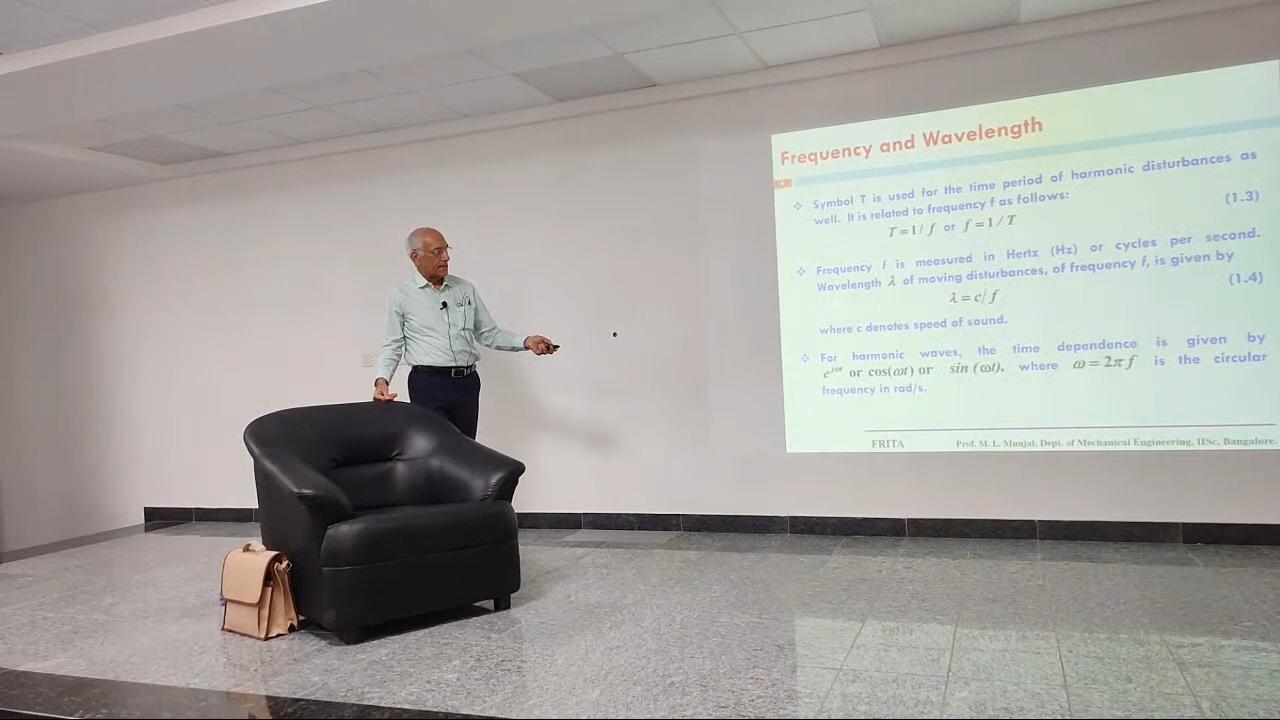 Frequency and Wavelength
❖ Symbol T is used for the time period of harmonic disturbances as
well. It is related to frequency f as follows:
T = 1 / f or f = 1 / T (1.3)
❖ Frequency f is measured in Hertz (Hz) or cycles per second.
Wavelength λ of moving disturbances, of frequency f, is given by
λ = c / f (1.4)
where c denotes speed of sound.
❖ For harmonic waves, the time dependence is given by
e^{jωt} or cos(ωt) or sin (ωt), where ω = 2π f is the circular
frequency in rad/s.
FRITA Prof. M. L. Munjal, Dept. of Mechanical Engineering, IISc, Bangalore.